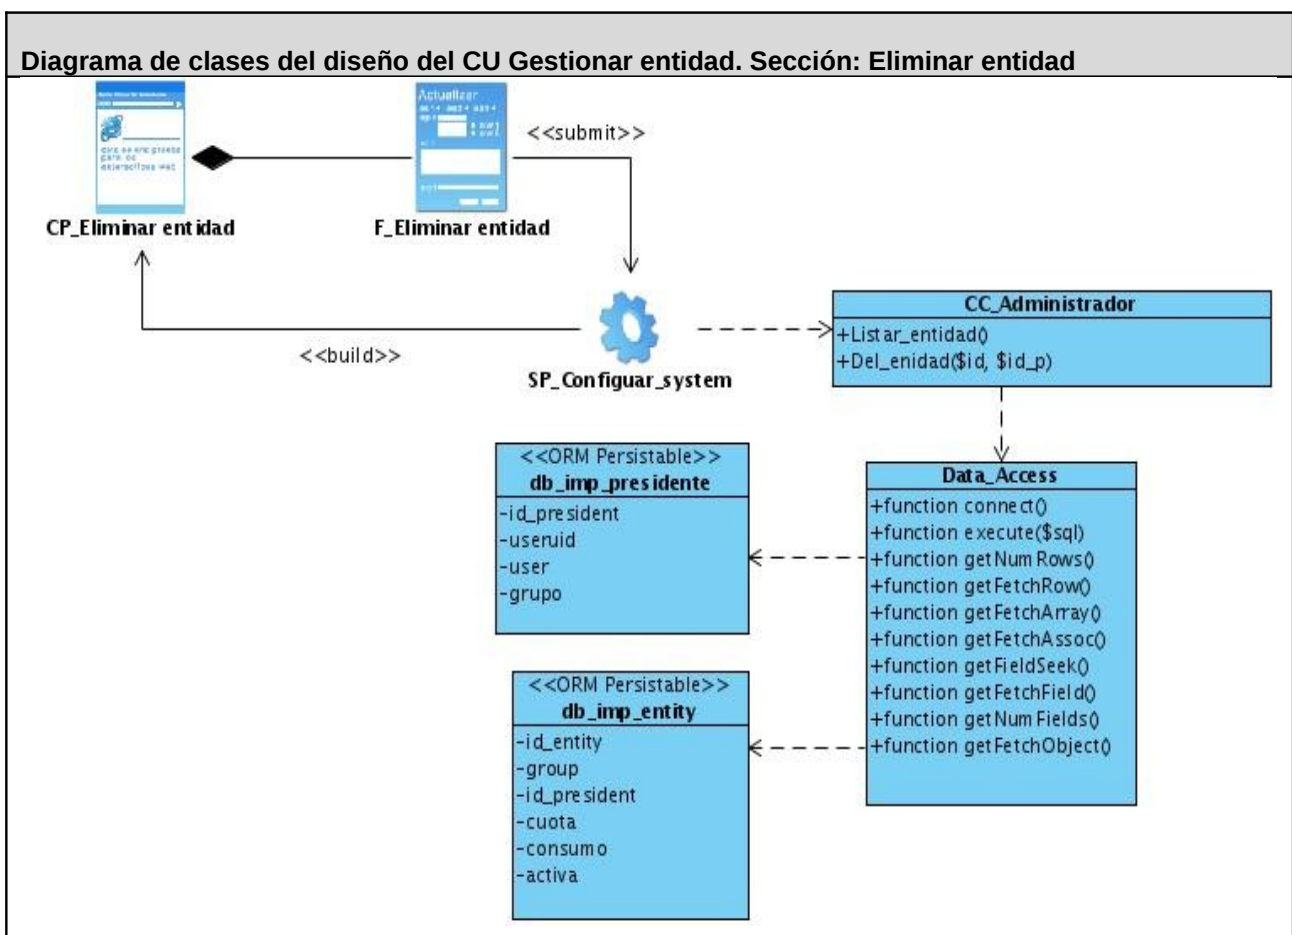 Diagrama de clases del diseño del CU Gestionar entidad. Sección: Eliminar entidad
Actualizar
<<submit>>
CP_Eliminar entidad
F_Eliminar entidad
<<build>>
SP_Configuar_system
CC_Administrador
+Listar_entidad()
+Del_enidad($id, $id_p)
<<ORM Persistable>>
db_imp_presidente
-id_president
-useruid
-user
-grupo
Data_Access
+function connect()
+function execute($sql)
+function getNumRows()
+function getFetchRow()
+function getFetchArray()
+function getFetchAssoc()
+function getFieldSeek()
+function getFetchField()
+function getNumFields()
+function getFetchObject()
<<ORM Persistable>>
db_imp_entity
-id_entity
-group
-id_president
-cuota
-consumo
-activa